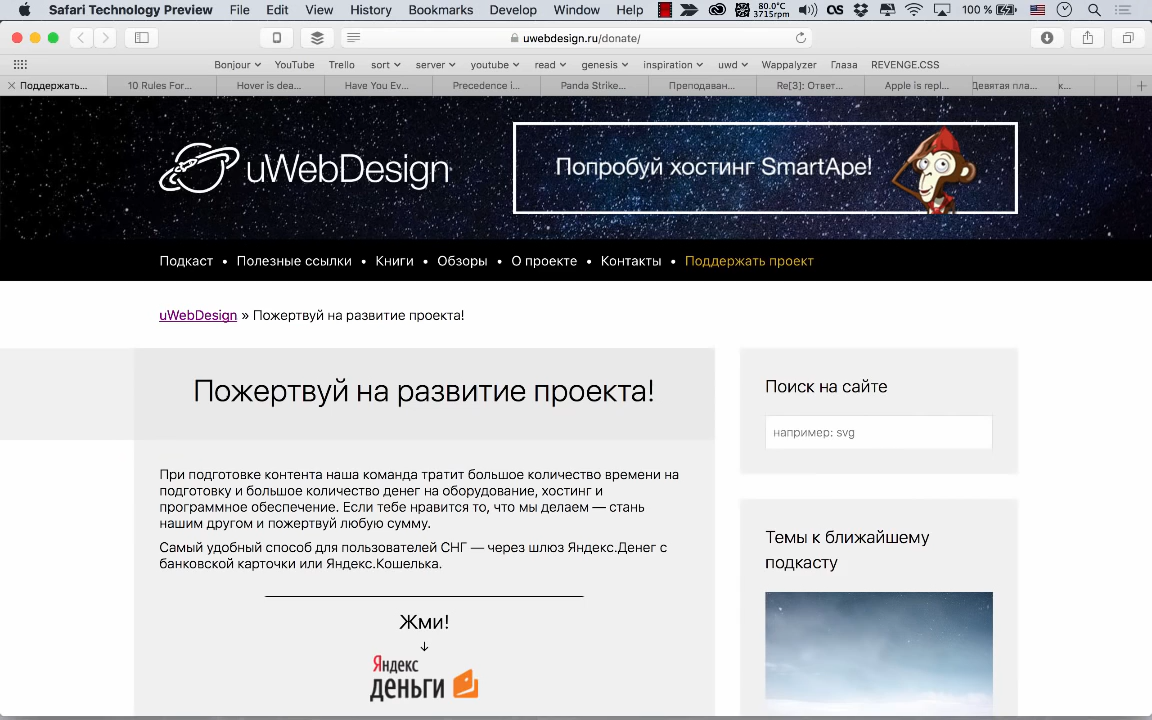 Safari Technology Preview File Edit View History Bookmarks Develop Window Help 80.0°C 3715rpm 100 %
uwebdesign.ru/donate/
Bonjour YouTube Trello sort server youtube read genesis inspiration uwd Wappalyzer Глаза REVENGE.CSS
Поддержать... 10 Rules For... Hover is dea... Have You Ev... Precedence i... Panda Strike... Преподаван... Re[3]: Ответ... Apple is repl... Девятая пла... к...
uWebDesign
Попробуй хостинг SmartApe!
Подкаст • Полезные ссылки • Книги • Обзоры • О проекте • Контакты • Поддержать проект
uWebDesign » Пожертвуй на развитие проекта!
Пожертвуй на развитие проекта!
При подготовке контента наша команда тратит большое количество времени на
подготовку и большое количество денег на оборудование, хостинг и
программное обеспечение. Если тебе нравится то, что мы делаем — стань
нашим другом и пожертвуй любую сумму.
Самый удобный способ для пользователей СНГ — через шлюз Яндекс.Денег с
банковской карточки или Яндекс.Кошелька.
Жми!
↓
Яндекс
деньги
Поиск на сайте
например: svg
Темы к ближайшему
подкасту